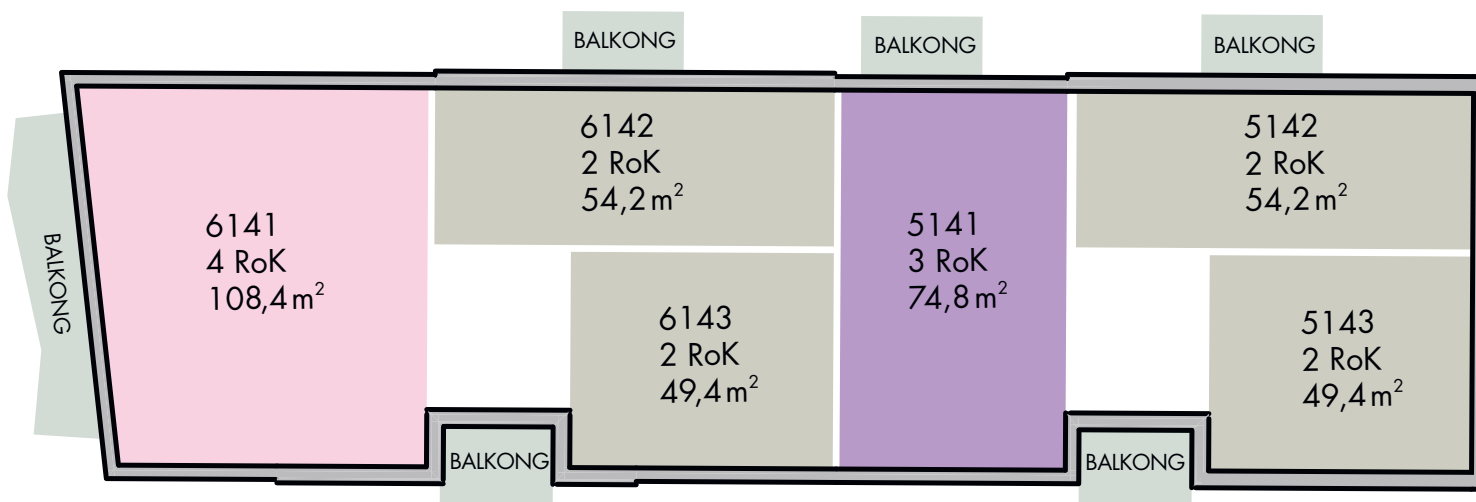 BALKONG
BALKONG
BALKONG
BALKONG
6141
4 RoK
108,4 m²
6142
2 RoK
54,2 m²
6143
2 RoK
49,4 m²
5141
3 RoK
74,8 m²
5142
2 RoK
54,2 m²
5143
2 RoK
49,4 m²
BALKONG
BALKONG